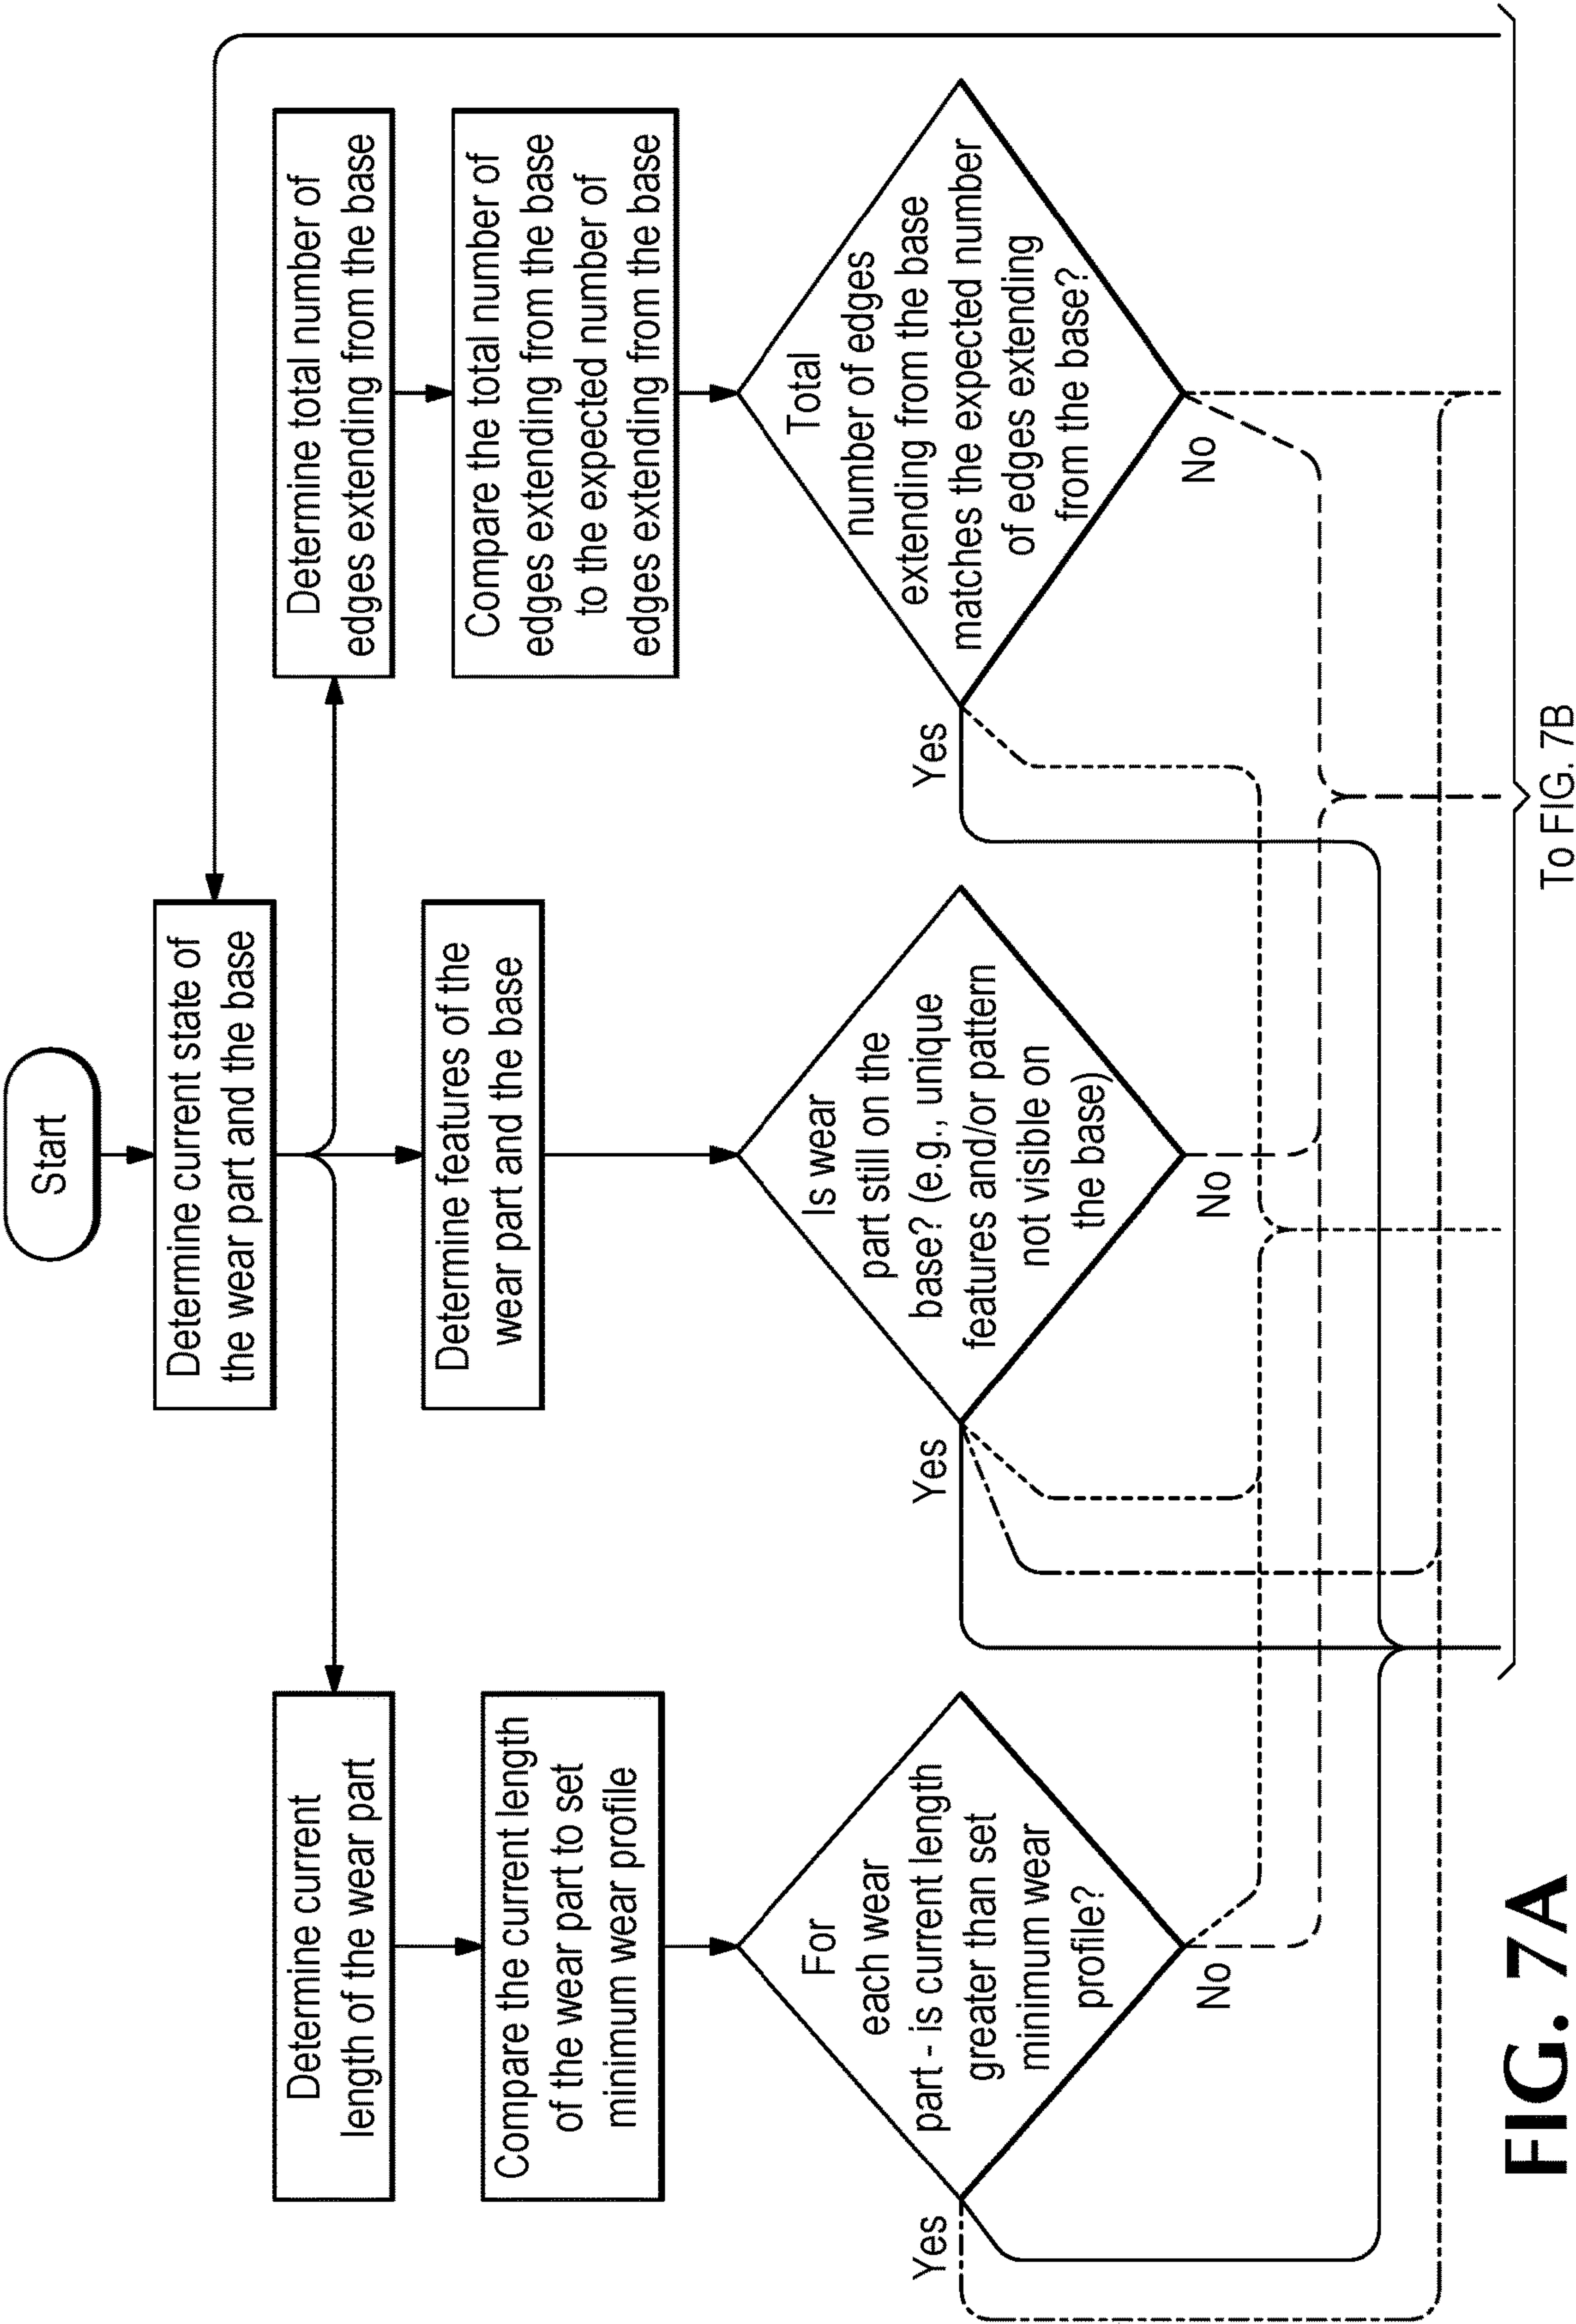 Start
Determine current state of
the wear part and the base
Determine current
length of the wear part
Compare the current length
of the wear part to set
minimum wear profile
For
each wear
part - is current length
greater than set
minimum wear
profile?
Yes
No
Determine features of the
wear part and the base
Is wear
part still on the
base? (e.g., unique
features and/or pattern
not visible on
the base)
Yes
No
Determine total number of
edges extending from the base
Compare the total number of
edges extending from the base
to the expected number of
edges extending from the base
Total
number of edges
extending from the base
matches the expected number
of edges extending
from the base?
Yes
No
To FIG. 7B
FIG. 7A